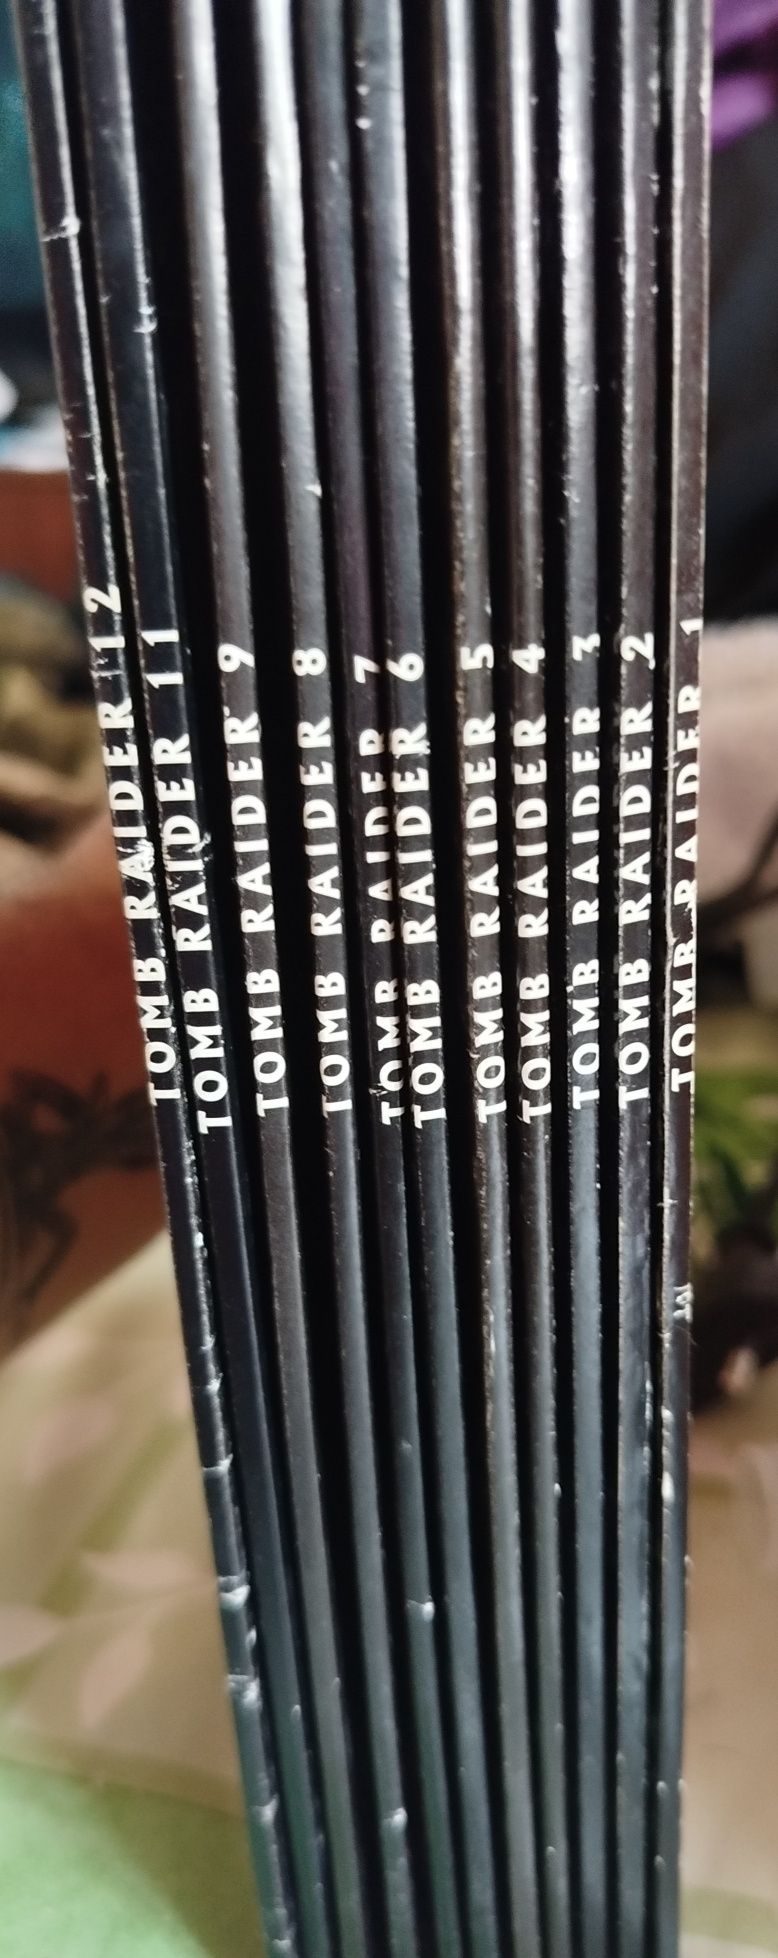 TOMB RAIDER 12
TOMB RAIDER 11
TOMB RAIDER 9
TOMB RAIDER 8
TOMB RAIDER 7
TOMB RAIDER 6
TOMB RAIDER 5
TOMB RAIDER 4
TOMB RAIDER 3
TOMB RAIDER 2
TOMB RAIDER 1